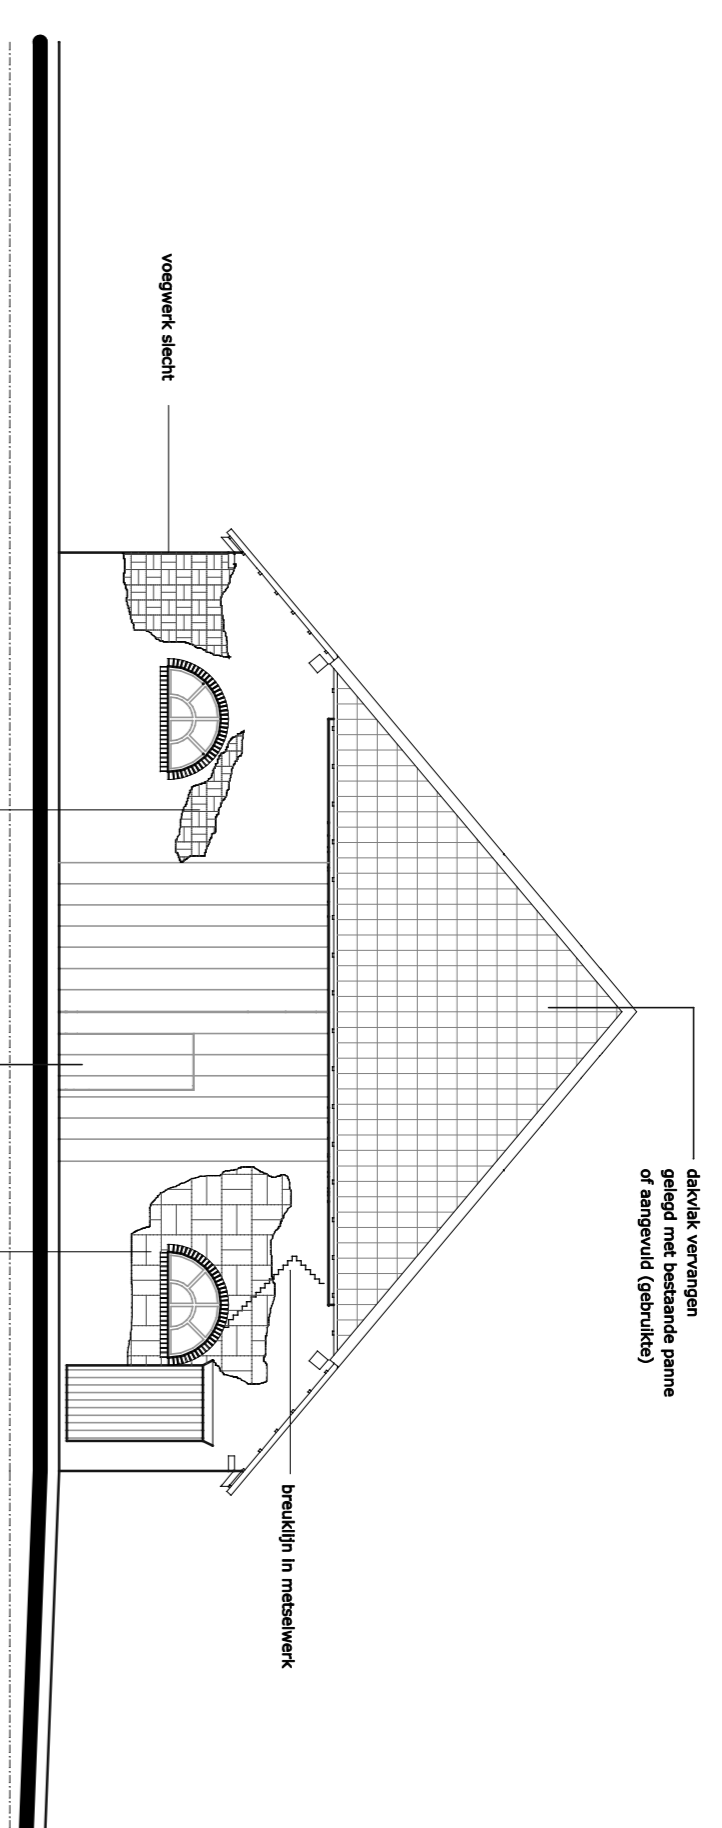 voegwerk slecht
dakvlak vervangen
gelegd met bestaande panne
of aangevuld (gebruikte)
breuklijn in metselwerk